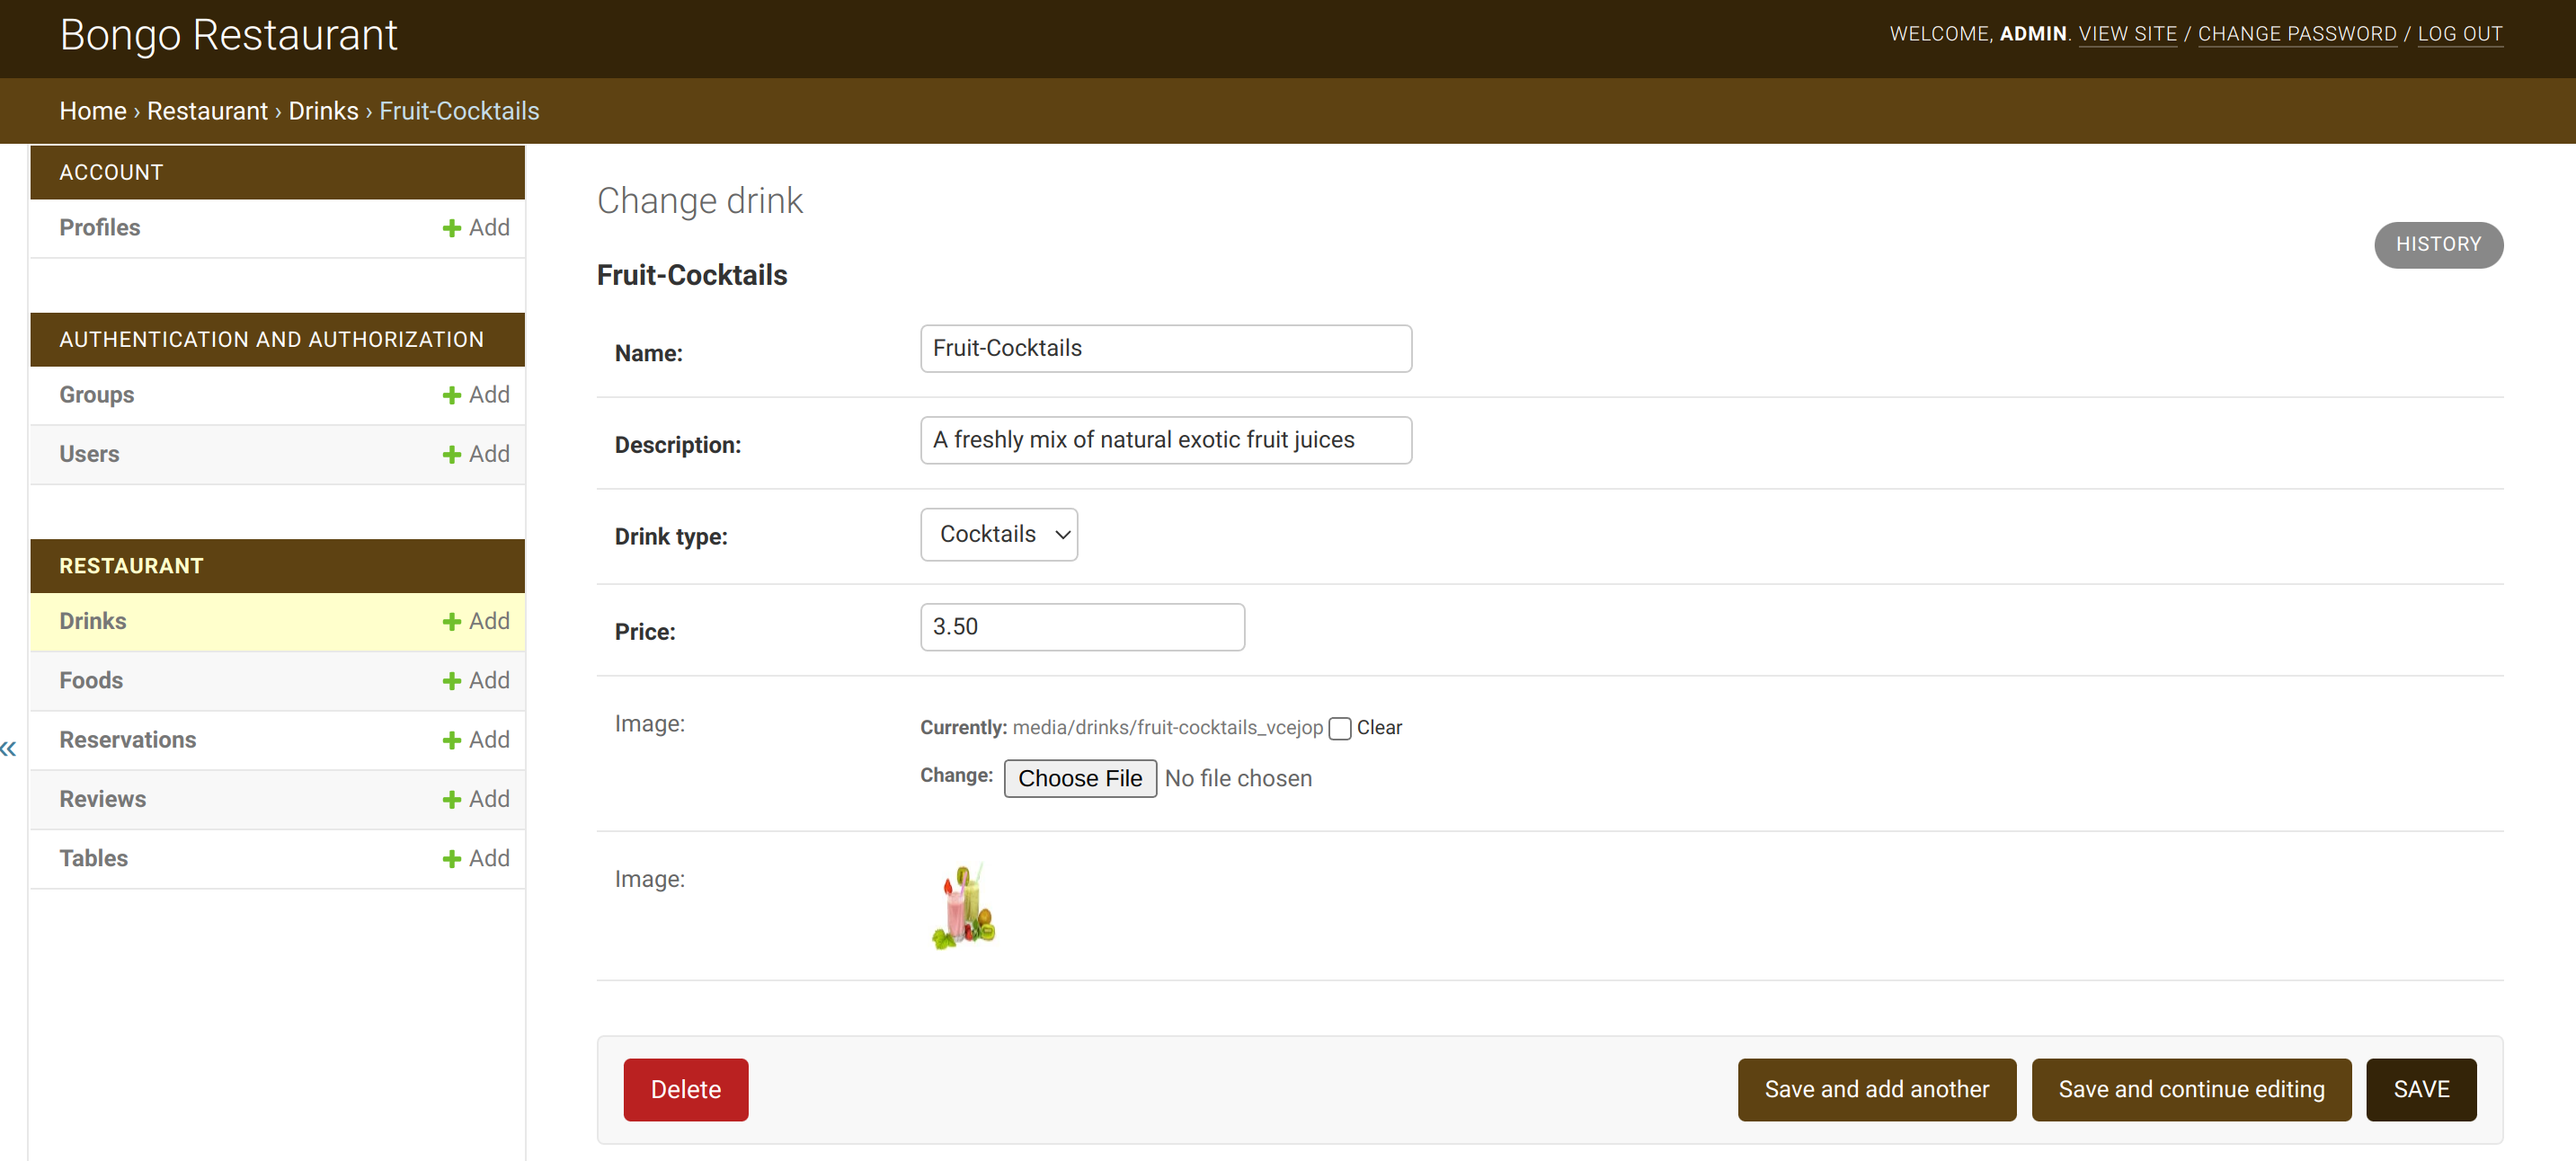 Bongo Restaurant
WELCOME, ADMIN. VIEW SITE / CHANGE PASSWORD / LOG OUT
Home › Restaurant › Drinks › Fruit-Cocktails
ACCOUNT
Profiles + Add
AUTHENTICATION AND AUTHORIZATION
Groups + Add
Users + Add
RESTAURANT
Drinks + Add
Foods + Add
Reservations + Add
Reviews + Add
Tables + Add
«
Change drink
HISTORY
Fruit-Cocktails
Name: Fruit-Cocktails
Description: A freshly mix of natural exotic fruit juices
Drink type: Cocktails
Price: 3.50
Image: Currently: media/drinks/fruit-cocktails_vcejop Clear
Change: Choose File No file chosen
Image:
Delete Save and add another Save and continue editing SAVE